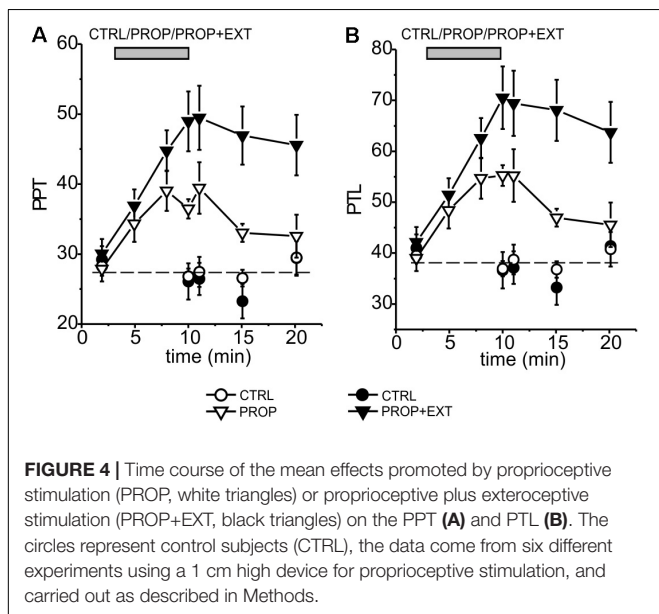 A
CTRL/PROP/PROP+EXT
60
50
40
30
20
PPT
0 5 10 15 20
time (min)
B
CTRL/PROP/PROP+EXT
80
70
60
50
40
30
PTL
0 5 10 15 20
time (min)
CTRL CTRL
PROP PROP+EXT
FIGURE 4 | Time course of the mean effects promoted by proprioceptive
stimulation (PROP, white triangles) or proprioceptive plus exteroceptive
stimulation (PROP+EXT, black triangles) on the PPT (A) and PTL (B). The
circles represent control subjects (CTRL), the data come from six different
experiments using a 1 cm high device for proprioceptive stimulation, and
carried out as described in Methods.